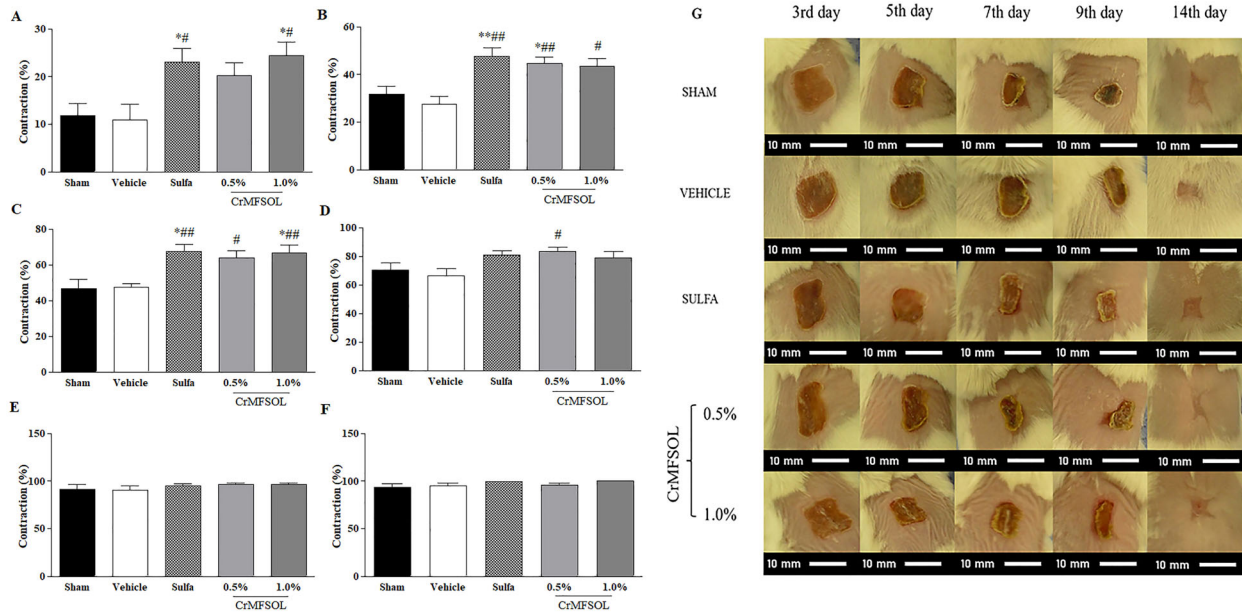 A
Contraction (%)
30
20
10
0
*#
*#
Sham Vehicle Sulfa 0.5% 1.0%
CrMFSOL
B
Contraction (%)
60
40
20
0
**##
*##
#
Sham Vehicle Sulfa 0.5% 1.0%
CrMFSOL
C
Contraction (%)
80
60
40
20
0
*##
#
*##
Sham Vehicle Sulfa 0.5% 1.0%
CrMFSOL
D
Contraction (%)
100
80
60
40
20
0
#
Sham Vehicle Sulfa 0.5% 1.0%
CrMFSOL
E
Contraction (%)
150
100
50
0
Sham Vehicle Sulfa 0.5% 1.0%
CrMFSOL
F
Contraction (%)
150
100
50
0
Sham Vehicle Sulfa 0.5% 1.0%
CrMFSOL
G
3rd day 5th day 7th day 9th day 14th day
SHAM
10 mm 10 mm 10 mm 10 mm 10 mm
VEHICLE
10 mm 10 mm 10 mm 10 mm 10 mm
SULFA
10 mm 10 mm 10 mm 10 mm 10 mm
CrMFSOL
0.5%
10 mm 10 mm 10 mm 10 mm 10 mm
1.0%
10 mm 10 mm 10 mm 10 mm 10 mm